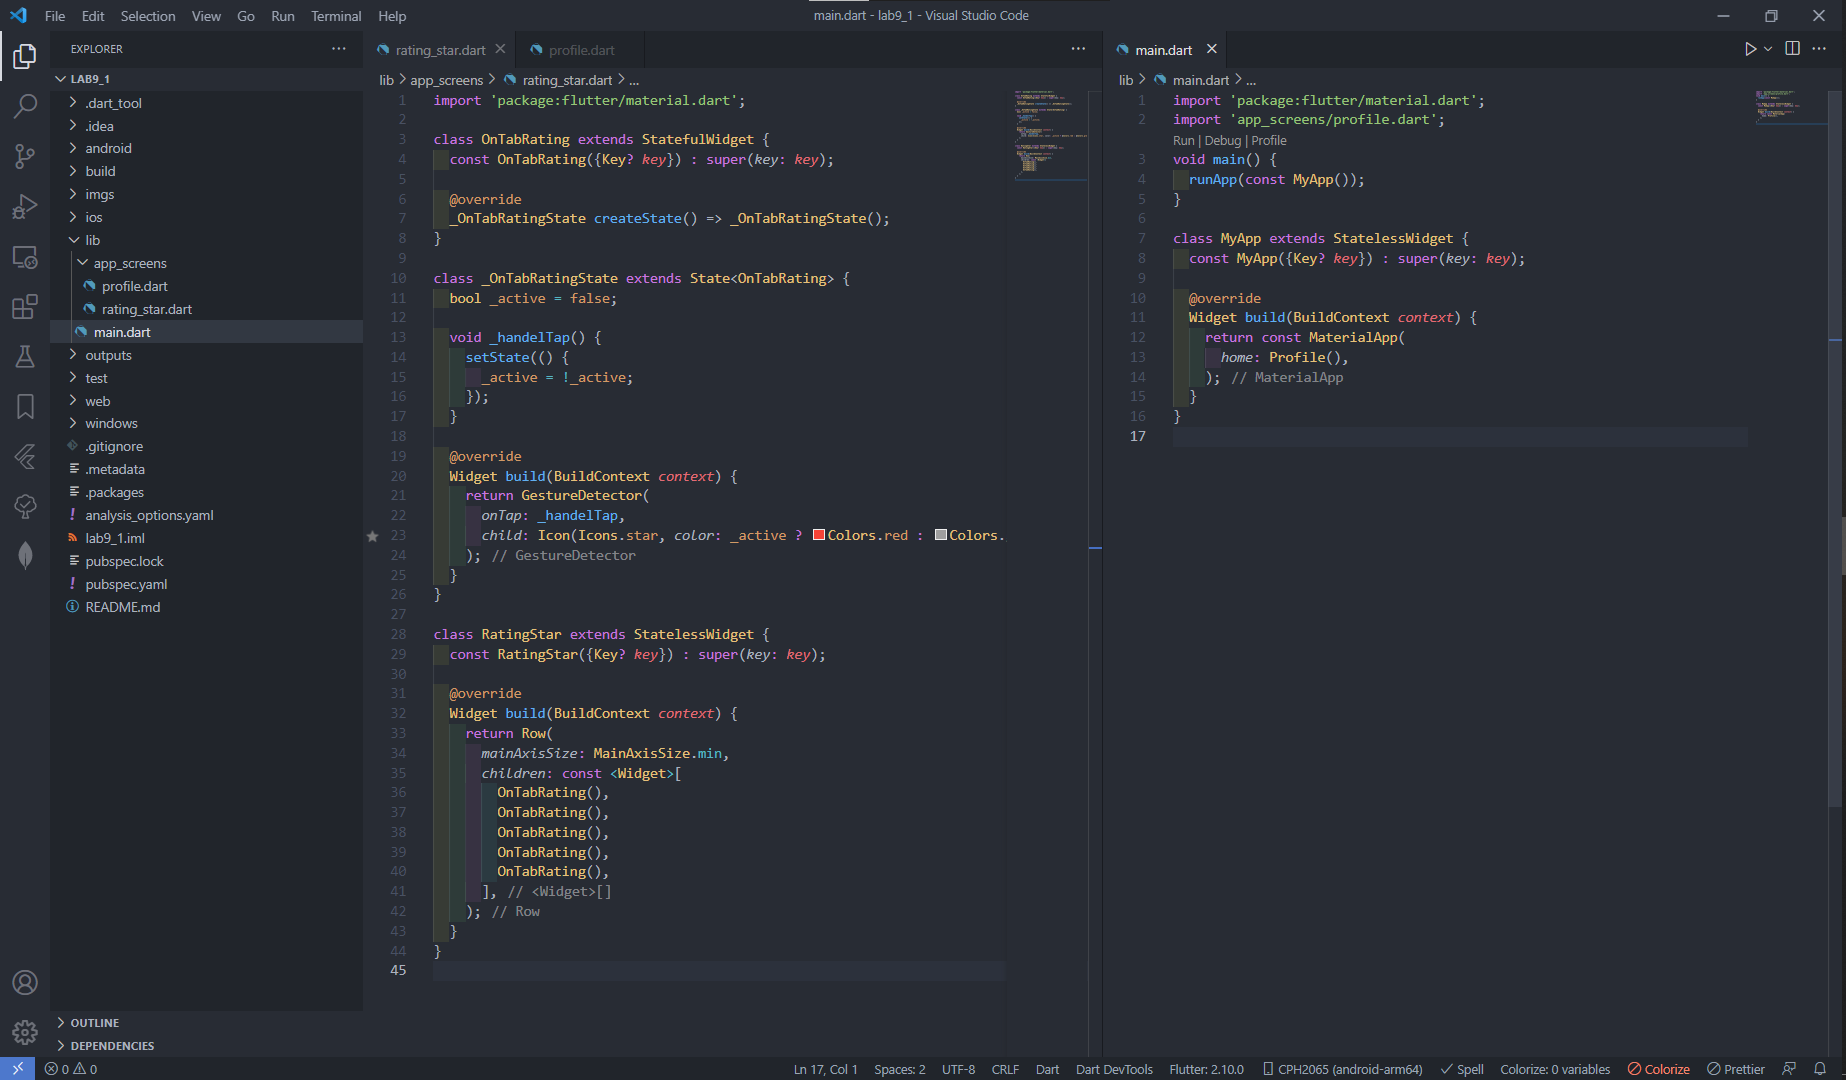 File Edit Selection View Go Run Terminal Help
main.dart - lab9_1 - Visual Studio Code
EXPLORER
LAB9_1
.dart_tool
.idea
android
build
imgs
ios
lib
app_screens
profile.dart
rating_star.dart
main.dart
outputs
test
web
windows
.gitignore
.metadata
.packages
analysis_options.yaml
lab9_1.iml
pubspec.lock
pubspec.yaml
README.md
OUTLINE
DEPENDENCIES
rating_star.dart profile.dart
lib > app_screens > rating_star.dart > ...
1 import 'package:flutter/material.dart';
2
3 class OnTabRating extends StatefulWidget {
4 const OnTabRating({Key? key}) : super(key: key);
5
6 @override
7 _OnTabRatingState createState() => _OnTabRatingState();
8 }
9
10 class _OnTabRatingState extends State<OnTabRating> {
11 bool _active = false;
12
13 void _handelTap() {
14 setState(() {
15 _active = !_active;
16 });
17 }
18
19 @override
20 Widget build(BuildContext context) {
21 return GestureDetector(
22 onTap: _handelTap,
23 child: Icon(Icons.star, color: _active ? Colors.red : Colors.
24 ); // GestureDetector
25 }
26 }
27
28 class RatingStar extends StatelessWidget {
29 const RatingStar({Key? key}) : super(key: key);
30
31 @override
32 Widget build(BuildContext context) {
33 return Row(
34 mainAxisSize: MainAxisSize.min,
35 children: const <Widget>[
36 OnTabRating(),
37 OnTabRating(),
38 OnTabRating(),
39 OnTabRating(),
40 OnTabRating(),
41 ], // <Widget>[]
42 ); // Row
43 }
44 }
45
main.dart
lib > main.dart > ...
1 import 'package:flutter/material.dart';
2 import 'app_screens/profile.dart';
Run | Debug | Profile
3 void main() {
4 runApp(const MyApp());
5 }
6
7 class MyApp extends StatelessWidget {
8 const MyApp({Key? key}) : super(key: key);
9
10 @override
11 Widget build(BuildContext context) {
12 return const MaterialApp(
13 home: Profile(),
14 ); // MaterialApp
15 }
16 }
17
0 0 Ln 17, Col 1 Spaces: 2 UTF-8 CRLF Dart Dart DevTools Flutter: 2.10.0 CPH2065 (android-arm64) Spell Colorize: 0 variables Colorize Prettier